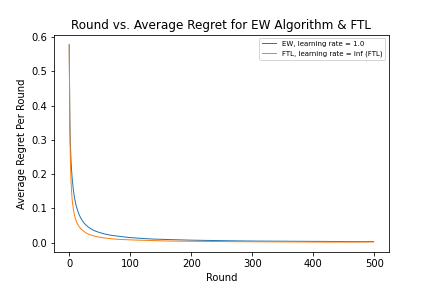 Round vs. Average Regret for EW Algorithm & FTL
EW, learning rate = 1.0
FTL, learning rate = inf (FTL)
Average Regret Per Round
0.6
0.5
0.4
0.3
0.2
0.1
0.0
0 100 200 300 400 500
Round